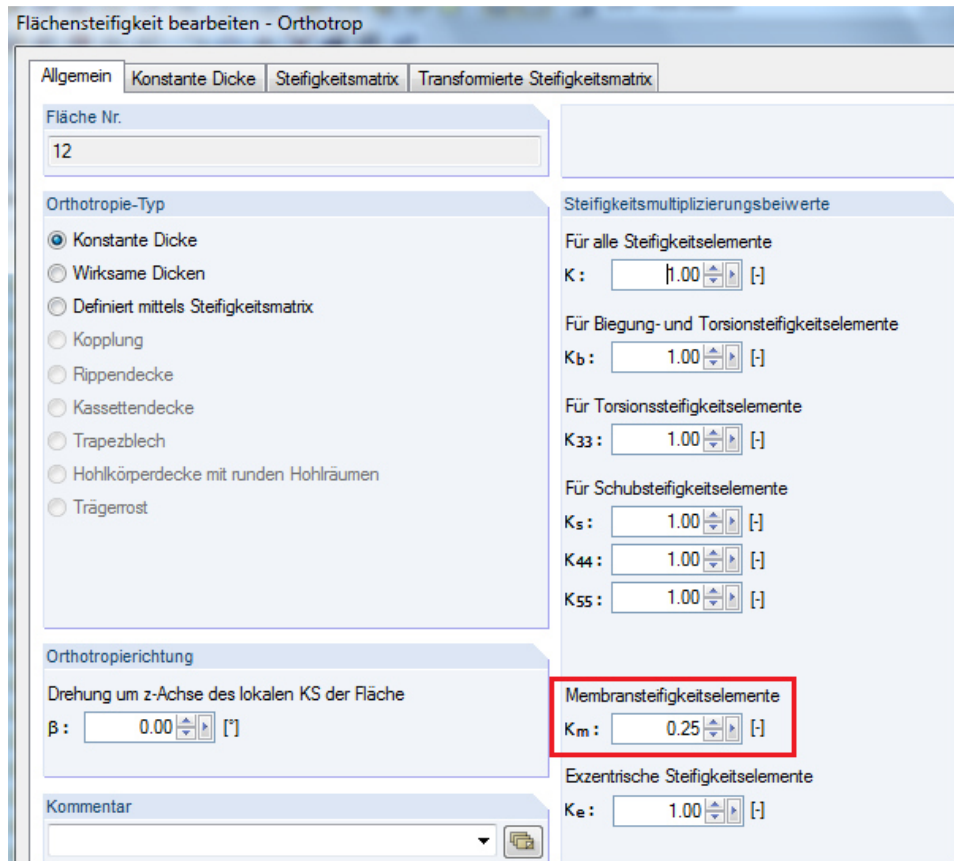 Flächensteifigkeit bearbeiten - Orthotrop
Allgemein Konstante Dicke Steifigkeitsmatrix Transformierte Steifigkeitsmatrix
Fläche Nr.
12
Orthotropie-Typ
Konstante Dicke
Wirksame Dicken
Definiert mittels Steifigkeitsmatrix
Kopplung
Rippendecke
Kassettendecke
Trapezblech
Hohlkörperdecke mit runden Hohlräumen
Trägerrost
Orthotropierichtung
Drehung um z-Achse des lokalen KS der Fläche
β : 0.00 [°]
Kommentar
Steifigkeitsmultiplizierungsbeiwerte
Für alle Steifigkeitselemente
K : 1.00 [-]
Für Biegung- und Torsionsteifigkeitselemente
Kb : 1.00 [-]
Für Torsionssteifigkeitselemente
K33 : 1.00 [-]
Für Schubsteifigkeitselemente
Ks : 1.00 [-]
K44 : 1.00 [-]
K55 : 1.00 [-]
Membransteifigkeitselemente
Km : 0.25 [-]
Exzentrische Steifigkeitselemente
Ke : 1.00 [-]